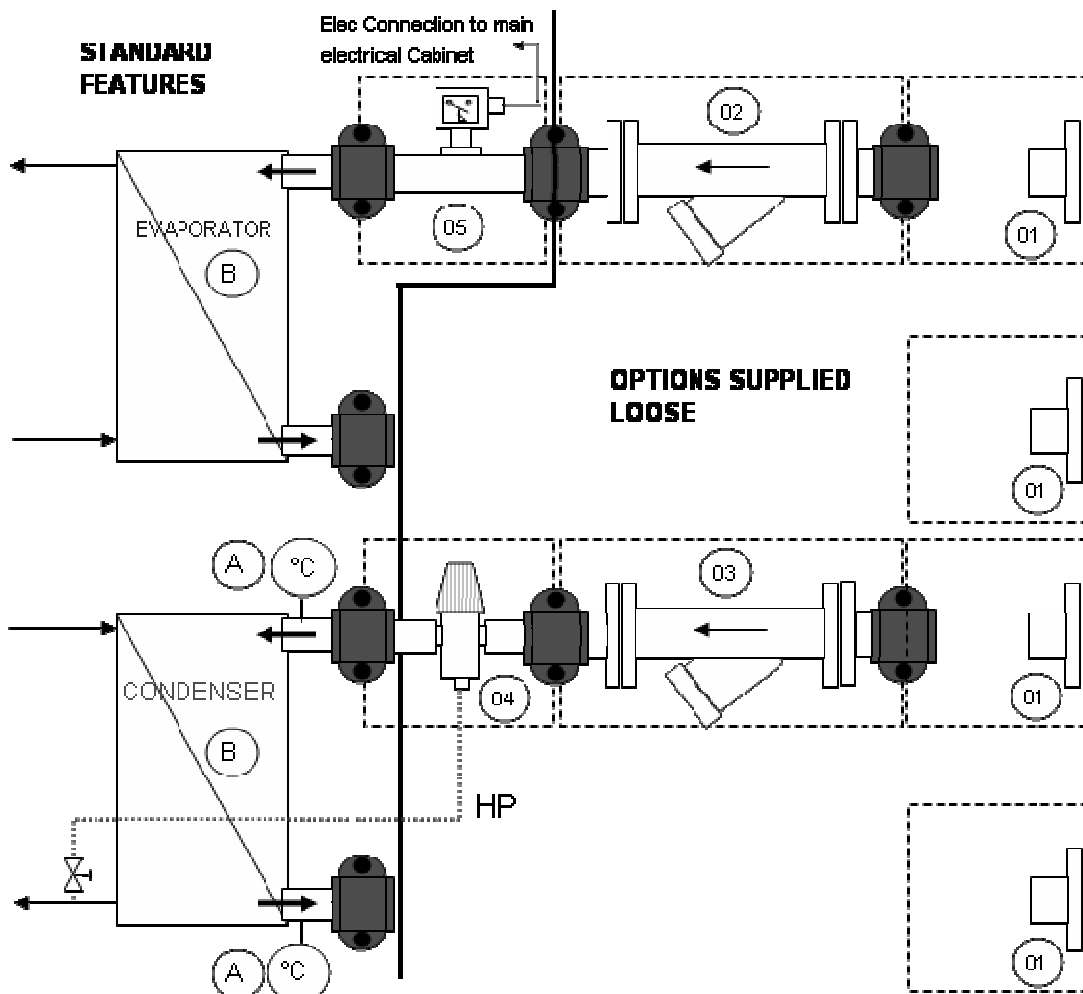 Elec Connection to main
electrical Cabinet
STANDARD
FEATURES
02
05
01
EVAPORATOR
B
OPTIONS SUPPLIED
LOOSE
01
A
°C
03
04
01
CONDENSER
B
HP
A
°C
01